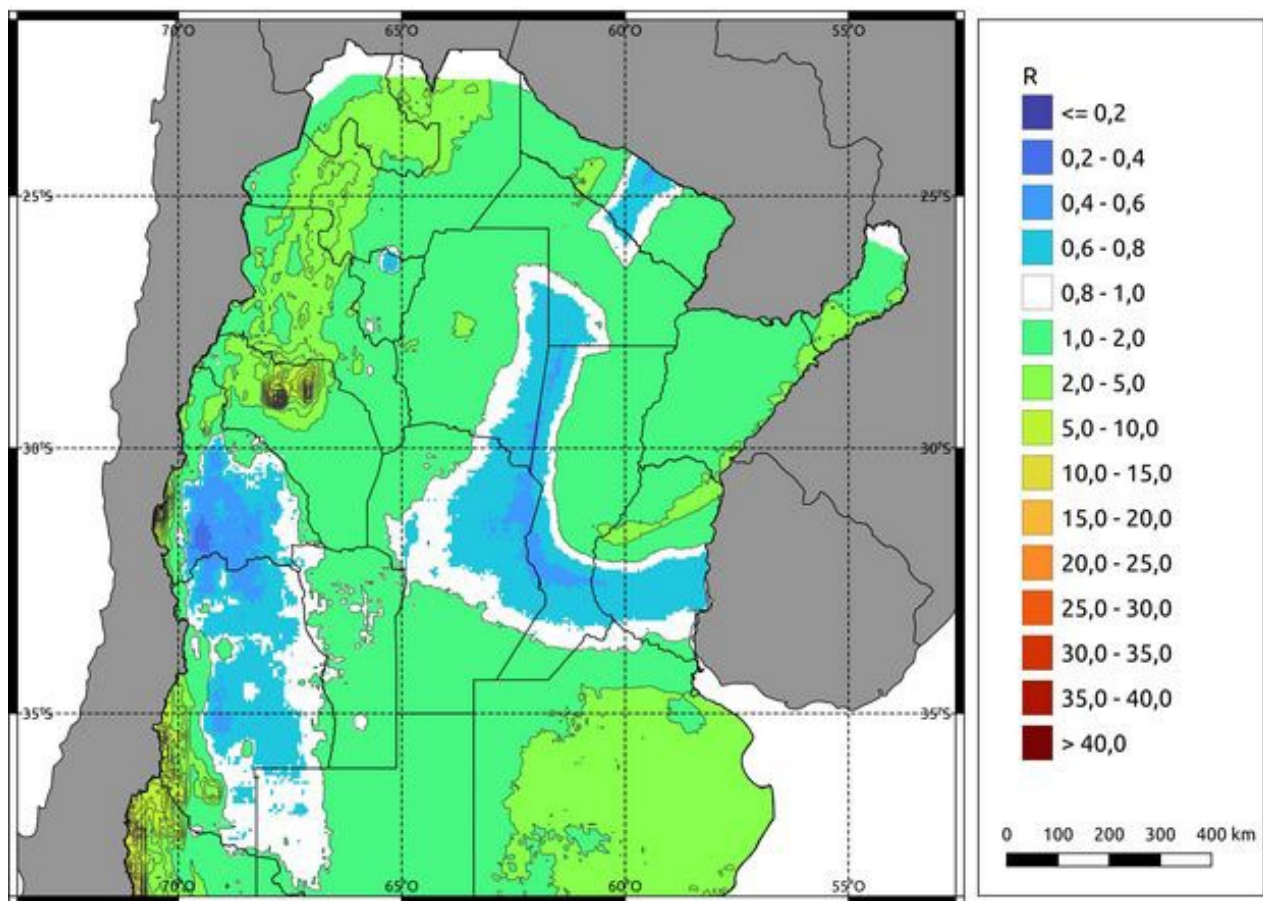 70°O 65°O 60°O 55°O
25°S 25°S
30°S 30°S
35°S 35°S
70°O 65°O 60°O 55°O
R
<= 0,2
0,2 - 0,4
0,4 - 0,6
0,6 - 0,8
0,8 - 1,0
1,0 - 2,0
2,0 - 5,0
5,0 - 10,0
10,0 - 15,0
15,0 - 20,0
20,0 - 25,0
25,0 - 30,0
30,0 - 35,0
35,0 - 40,0
> 40,0
0 100 200 300 400 km